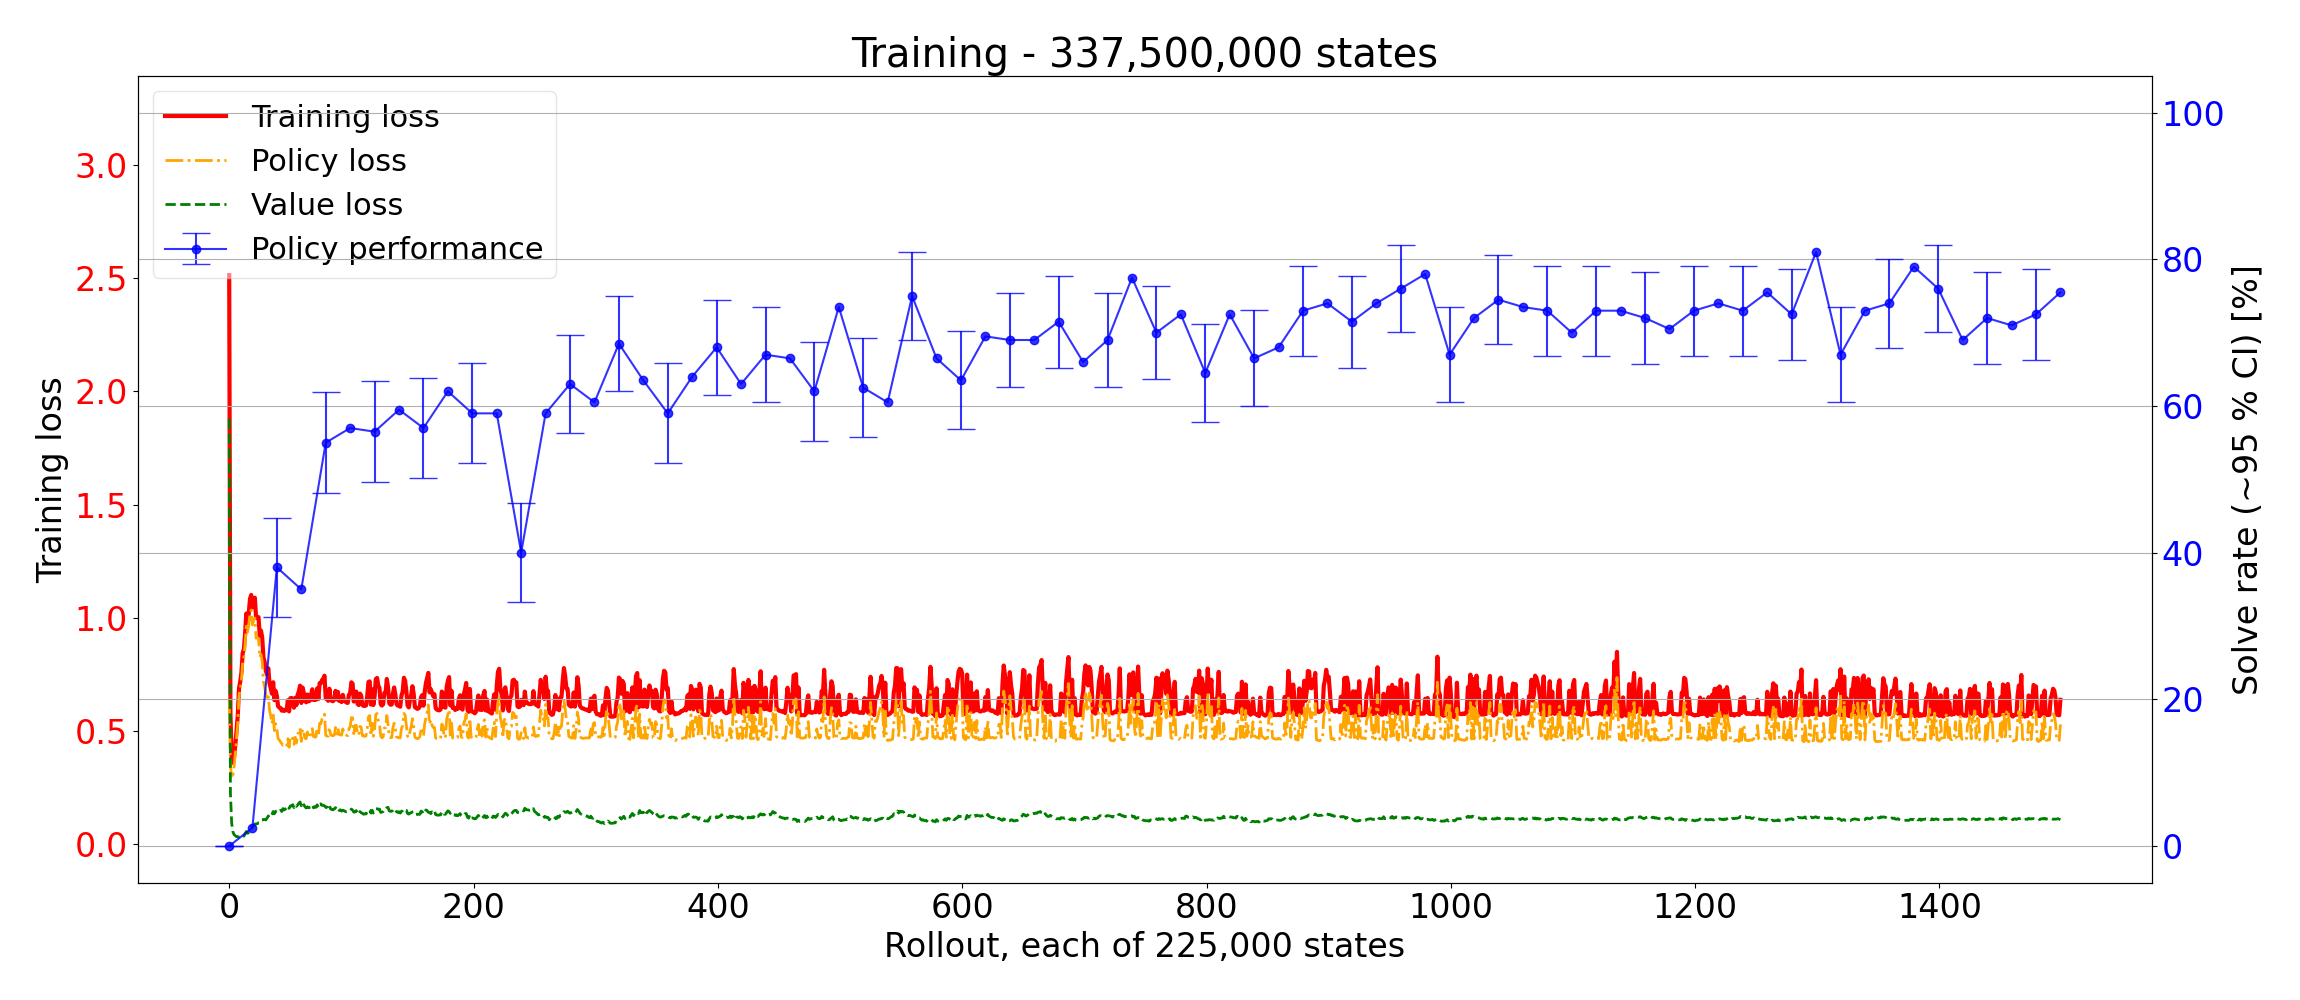 Training - 337,500,000 states
Training loss
Policy loss
Value loss
Policy performance
3.0
2.5
2.0
1.5
1.0
0.5
0.0
Training loss
100
80
60
40
20
0
Solve rate (~95 % CI) [%]
0 200 400 600 800 1000 1200 1400
Rollout, each of 225,000 states